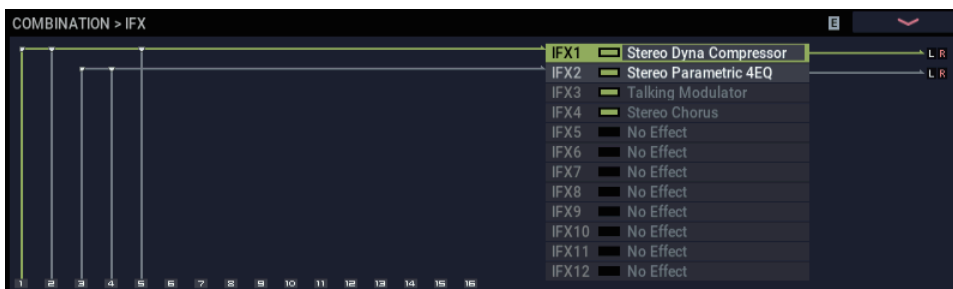 COMBINATION > IFX E
IFX1 Stereo Dyna Compressor L R
IFX2 Stereo Parametric 4EQ L R
IFX3 Talking Modulator
IFX4 Stereo Chorus
IFX5 No Effect
IFX6 No Effect
IFX7 No Effect
IFX8 No Effect
IFX9 No Effect
IFX10 No Effect
IFX11 No Effect
IFX12 No Effect
1 2 3 4 5 6 7 8 9 10 11 12 13 14 15 16